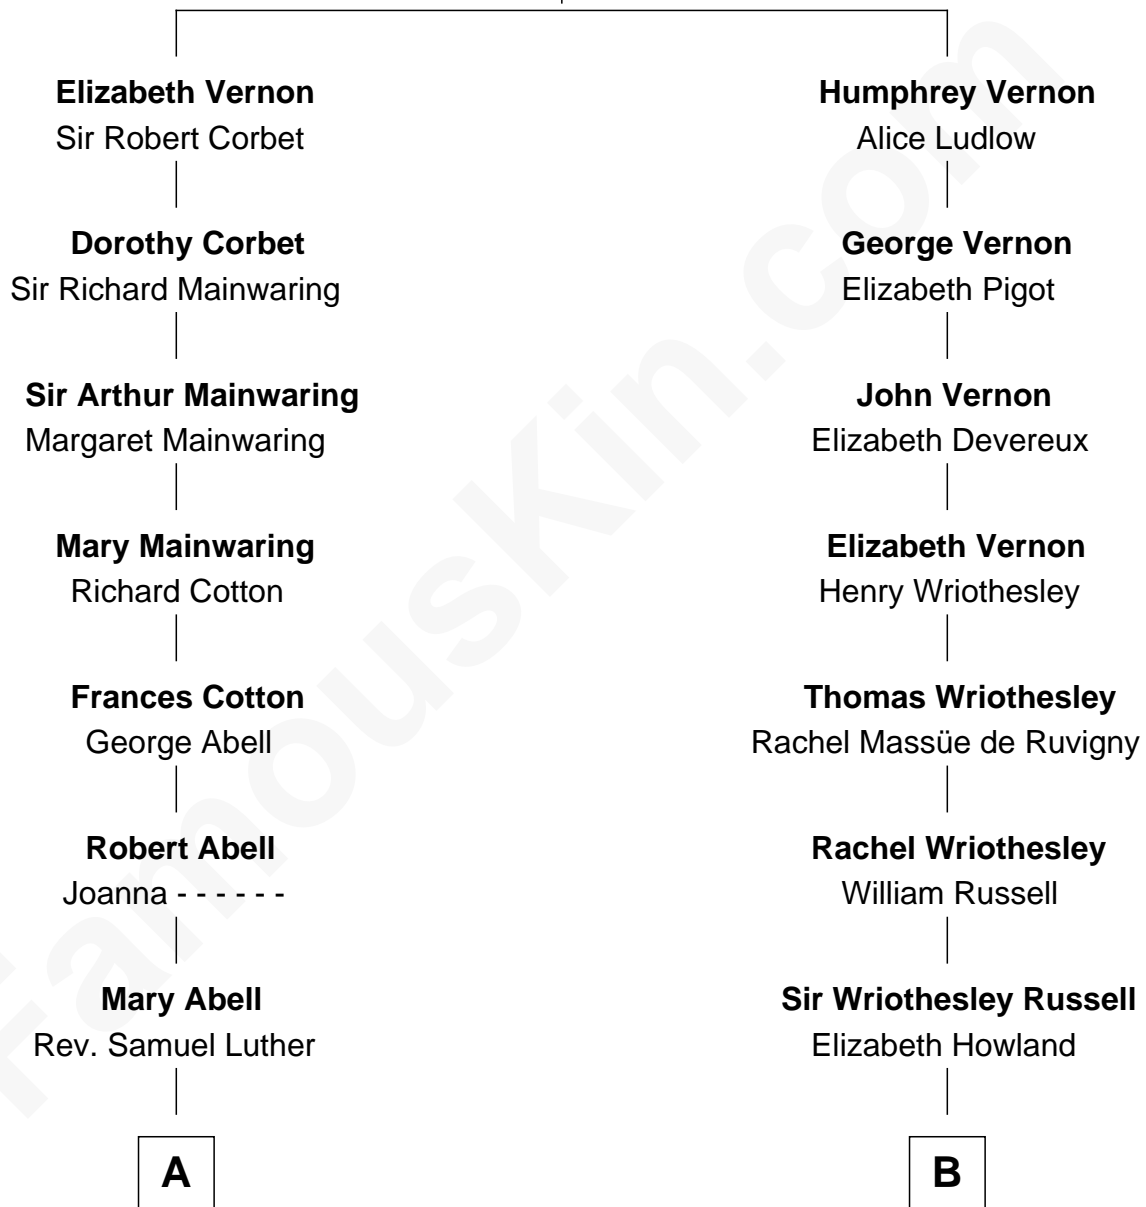 Elizabeth Vernon
Sir Robert Corbet
Humphrey Vernon
Alice Ludlow
Dorothy Corbet
Sir Richard Mainwaring
George Vernon
Elizabeth Pigot
Sir Arthur Mainwaring
Margaret Mainwaring
John Vernon
Elizabeth Devereux
Mary Mainwaring
Richard Cotton
Elizabeth Vernon
Henry Wriothesley
Frances Cotton
George Abell
Thomas Wriothesley
Rachel Massüe de Ruvigny
Robert Abell
Joanna - - - - - -
Rachel Wriothesley
William Russell
Mary Abell
Rev. Samuel Luther
Sir Wriothesley Russell
Elizabeth Howland
A
B
FamousKin.com